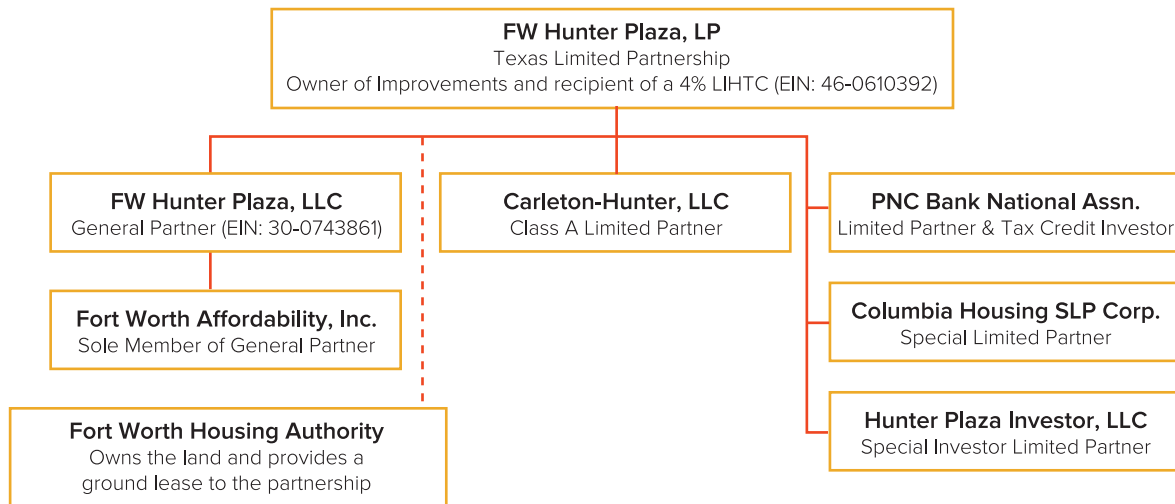 FW Hunter Plaza, LP
Texas Limited Partnership
Owner of Improvements and recipient of a 4% LIHTC (EIN: 46-0610392)
FW Hunter Plaza, LLC
General Partner (EIN: 30-0743861)
Carleton-Hunter, LLC
Class A Limited Partner
PNC Bank National Assn.
Limited Partner & Tax Credit Investor
Fort Worth Affordability, Inc.
Sole Member of General Partner
Columbia Housing SLP Corp.
Special Limited Partner
Fort Worth Housing Authority
Owns the land and provides a
ground lease to the partnership
Hunter Plaza Investor, LLC
Special Investor Limited Partner